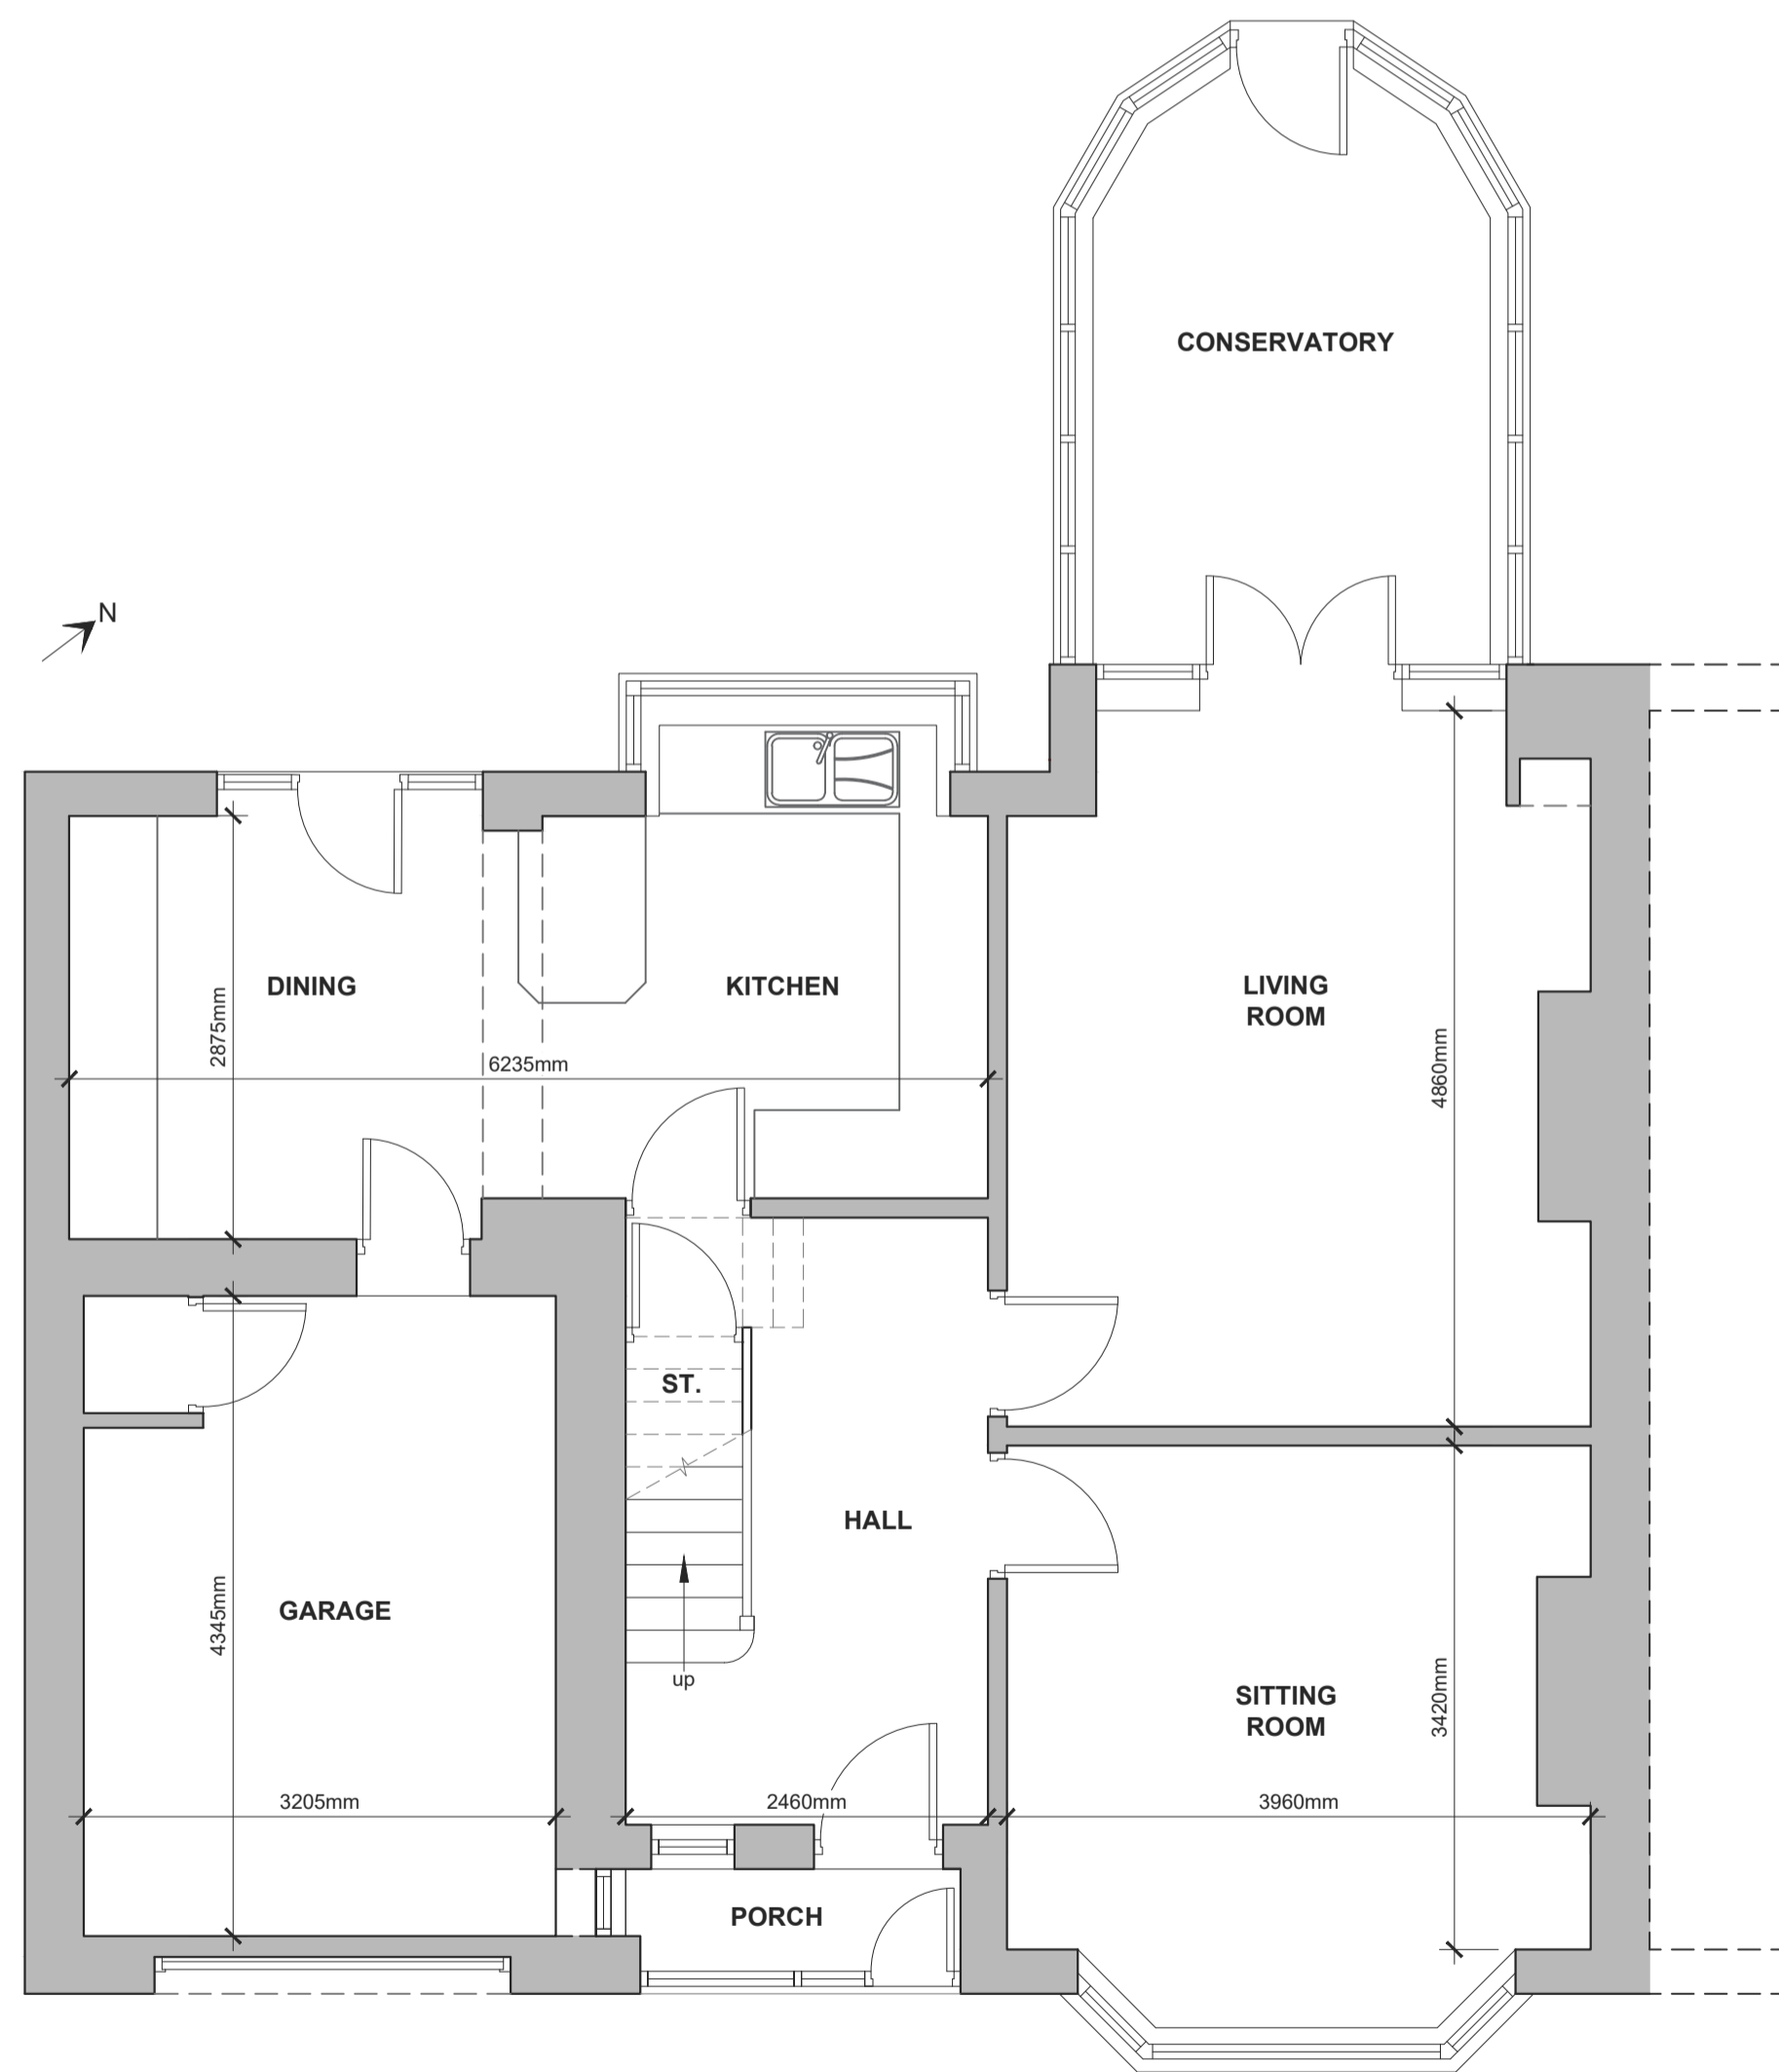 CONSERVATORY
N
DINING
KITCHEN
LIVING
ROOM
2875mm
6235mm
4860mm
ST.
HALL
GARAGE
4345mm
up
SITTING
ROOM
3420mm
3205mm
2460mm
3960mm
PORCH